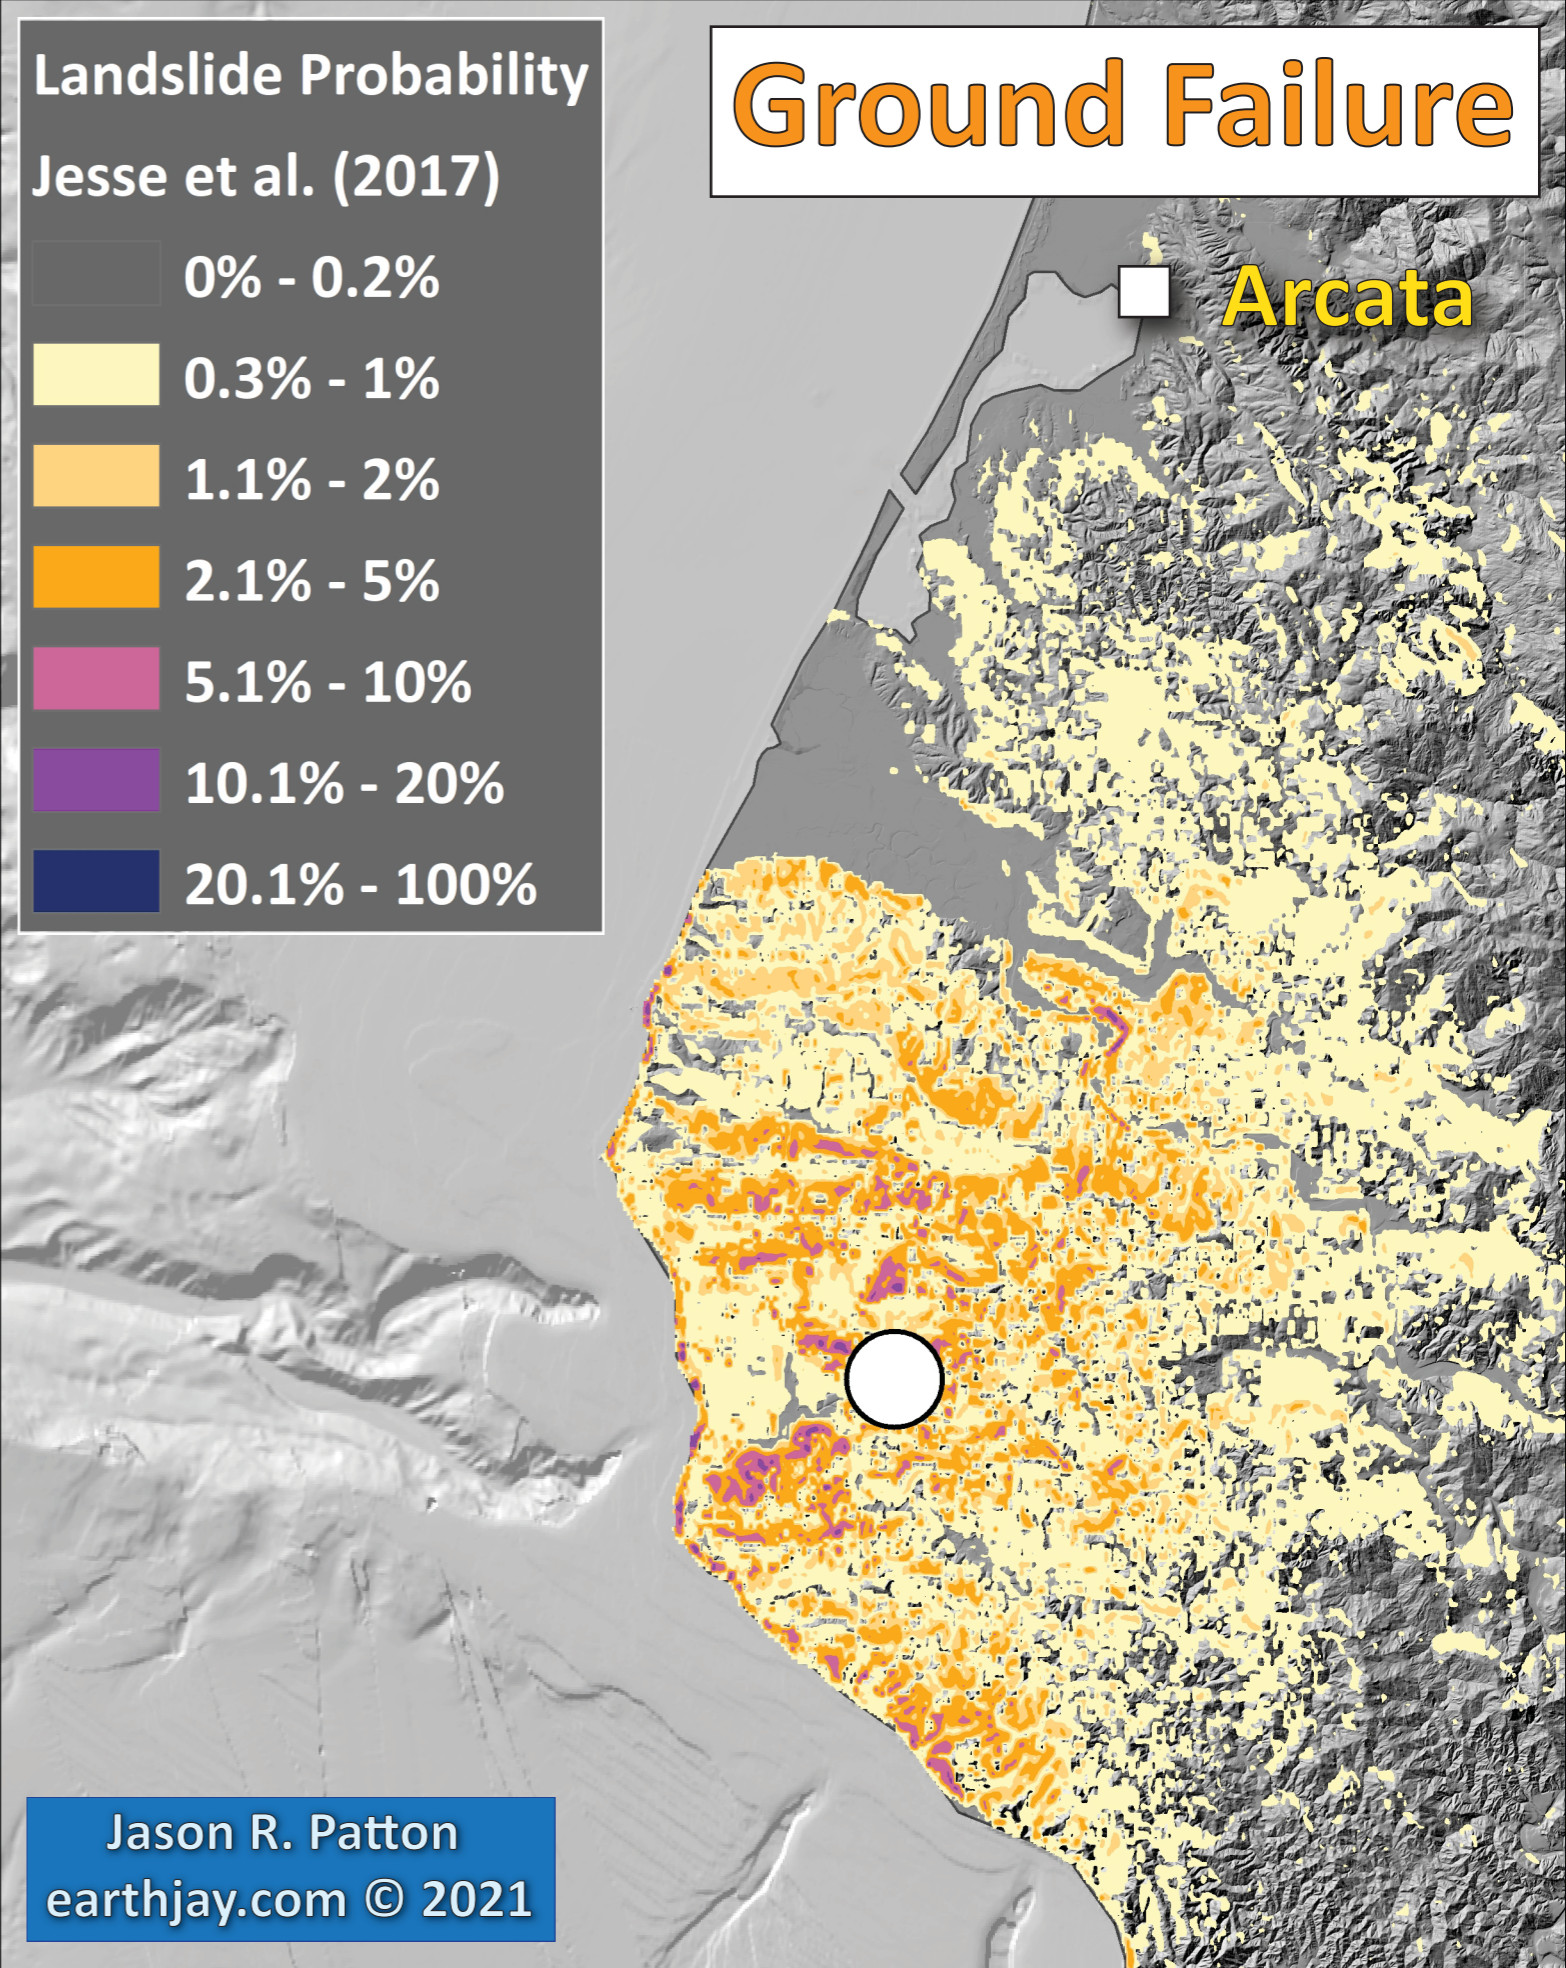 Landslide Probability
Jesse et al. (2017)
0% - 0.2%
0.3% - 1%
1.1% - 2%
2.1% - 5%
5.1% - 10%
10.1% - 20%
20.1% - 100%
Ground Failure
Arcata
Jason R. Patton
earthjay.com © 2021